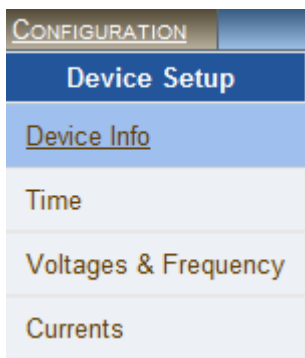 CONFIGURATION
Device Setup
Device Info
Time
Voltages & Frequency
Currents